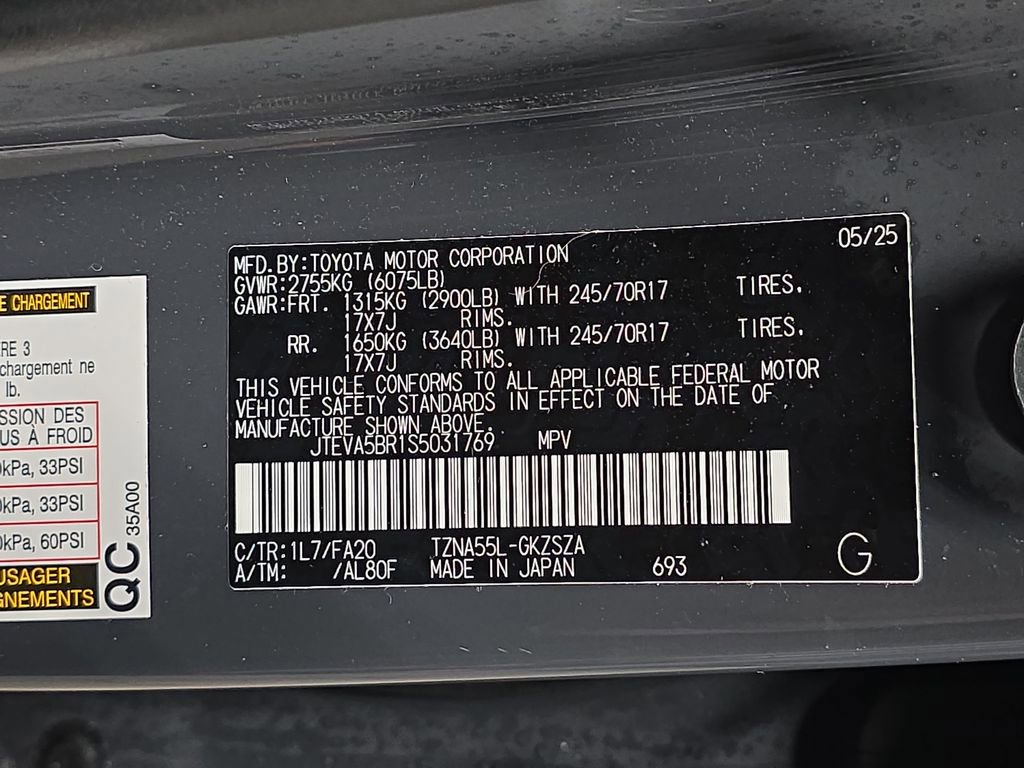 MFD.BY:TOYOTA MOTOR CORPORATION 05/25
GVWR:2755KG (6075LB)
GAWR:FRT. 1315KG (2900LB) WITH 245/70R17 TIRES.
17X7J RIMS.
RR. 1650KG (3640LB) WITH 245/70R17 TIRES,
17X7J RIMS.
THIS VEHICLE CONFORMS TO ALL APPLICABLE FEDERAL MOTOR
VEHICLE SAFETY STANDARDS IN EFFECT ON THE DATE OF
MANUFACTURE SHOWN ABOVE.
JTEVA5BR1S5031769 MPV
C/TR:1L7/FA20 TZNA55L-GKZSZA
A/TM: /AL80F MADE IN JAPAN 693
G
E CHARGEMENT
ÈRE 3
chargement ne
lb.
SSION DES
US À FROID
0kPa, 33PSI
0kPa, 33PSI
0kPa, 60PSI
USAGER
GNEMENTS
QC 35A00